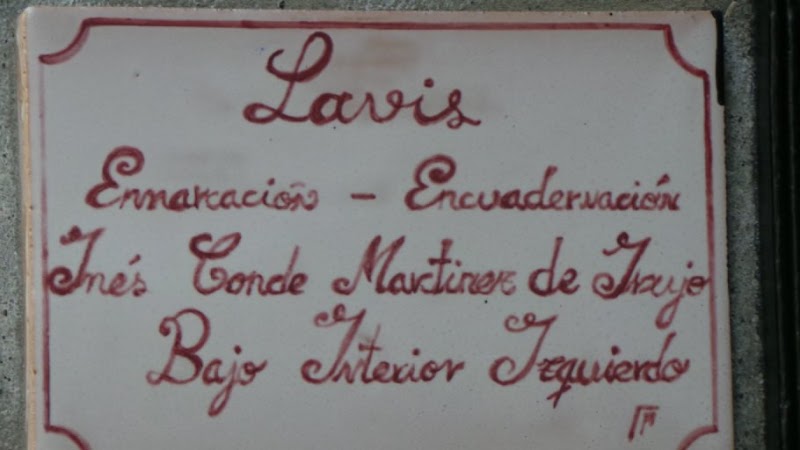 Lavis
Enmarcación - Encuadernación
Inés Conde Martinez de Irujo
Bajo Interior Izquierdo